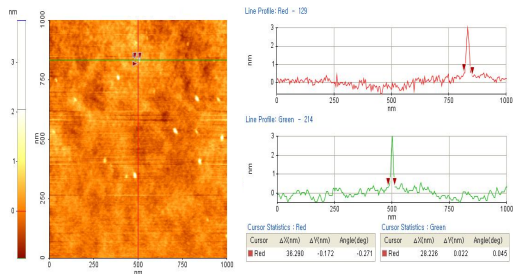 nm
3
2
1
0
1000
750
500
250
0
nm
0 250 500 750 1000
nm
Line Profile: Red - 129
3
2
1
0
nm
0 250 500 750 1000
nm
Line Profile: Green - 214
3
2
1
0
nm
0 250 500 750 1000
nm
Cursor Statistics : Red
Cursor ΔX(nm) ΔY(nm) Angle(deg)
Red 36.290 -0.172 -0.271
Cursor Statistics : Green
Cursor ΔX(nm) ΔY(nm) Angle(deg)
Red 28.226 0.022 0.045